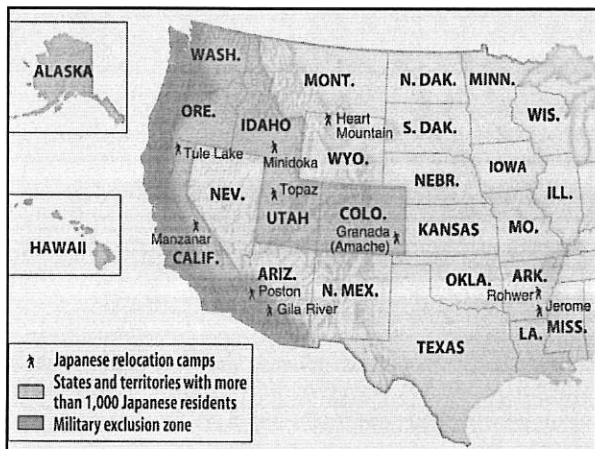 WASH.
ALASKA
MONT.
N. DAK.
MINN.
ORE.
Heart
Mountain
WIS.
IDAHO
S. DAK.
Tule Lake
Minidoka
WYO.
IOWA
NEV.
Topaz
NEBR.
ILL.
UTAH
COLO.
Granada
(Amache)
KANSAS
MO.
Manzanar
HAWAII
CALIF.
ARIZ.
OKLA.
ARK.
Poston
N. MEX.
Rohwer
Gila River
Jerome
TEXAS
LA.
MISS.
Japanese relocation camps
States and territories with more
than 1,000 Japanese residents
Military exclusion zone